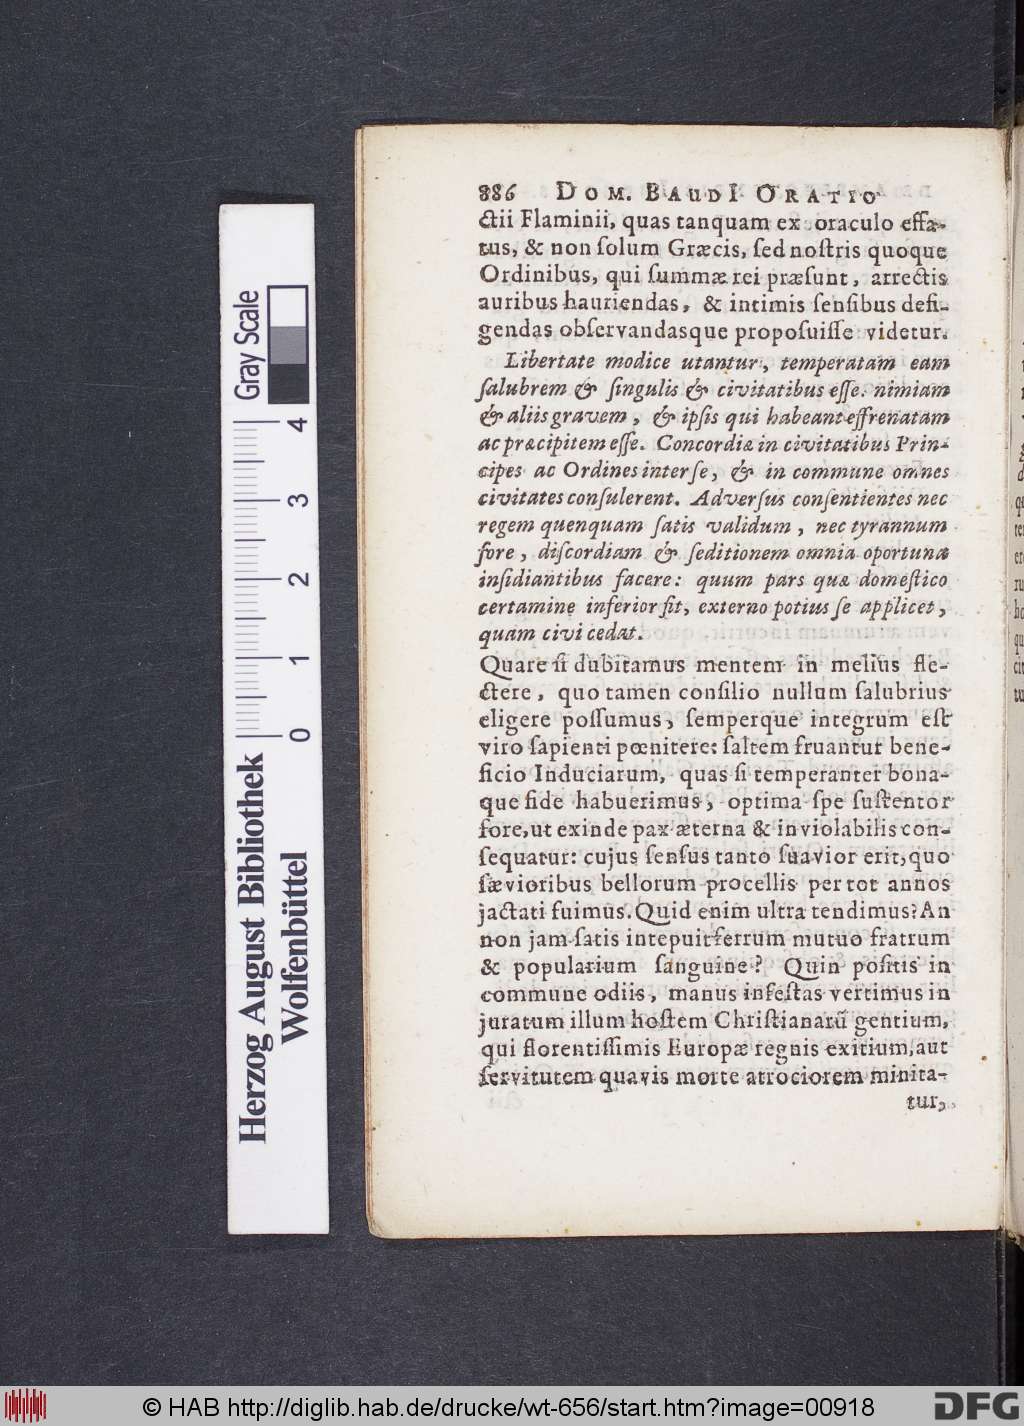 886 DOM. BAUDI ORATIO
ctii Flaminii, quas tanquam ex oraculo effa-
tus, & non ſolum Græcis, ſed noſtris quoque
Ordinibus, qui ſummæ rei præſunt, arrectis
auribus hauriendas, & intimis ſenſibus defi-
gendas obſervandasque propoſuiſſe videtur.
Libertate modice utantur, temperatam eam
ſalubrem & ſingulis & civitatibus eſſe. nimiam
& aliis gravem, & ipſis qui habeant effrenatam
ac præcipitem eſſe. Concordiæ in civitatibus Prin-
cipes ac Ordines inter ſe, & in commune omnes
civitates conſulerent. Adverſus conſentientes nec
regem quenquam ſatis validum, nec tyrannum
fore, diſcordiam & ſeditionem omnia oportuna
inſidiantibus facere: quum pars quæ domeſtico
certamine inferior ſit, externo potius ſe applicet,
quam civi cedat.
Quare ſi dubitamus mentem in melius fle-
ctere, quo tamen conſilio nullum ſalubrius
eligere poſſumus, ſemperque integrum eſt
viro ſapienti pœnitere: ſaltem fruantur bene-
ficio Induciarum, quas ſi temperanter bona-
que fide habuerimus, optima ſpe ſuſtentor
fore, ut exinde pax æterna & inviolabilis con-
ſequatur: cujus ſenſus tanto ſuavior erit, quo
ſævioribus bellorum procellis per tot annos
jactati fuimus. Quid enim ultra tendimus? An
non jam ſatis intepuit ferrum mutuo fratrum
& popularium ſanguine? Quin poſitis in
commune odiis, manus infeſtas vertimus in
juratum illum hoſtem Chriſtianarũ gentium,
qui florentiſſimis Europæ regnis exitium, aut
ſervitutem quavis morte atrociorem minita-
tur,
Gray Scale
4 3 2 1 0
Herzog August Bibliothek
Wolfenbüttel
© HAB http://diglib.hab.de/drucke/wt-656/start.htm?image=00918
DFG